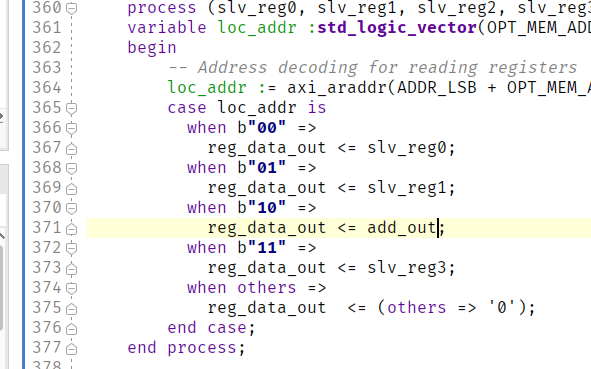 360 process (slv_reg0, slv_reg1, slv_reg2, slv_reg3
361 variable loc_addr :std_logic_vector(OPT_MEM_ADD
362 begin
363 -- Address decoding for reading registers
364 loc_addr := axi_araddr(ADDR_LSB + OPT_MEM_A
365 case loc_addr is
366 when b"00" =>
367 reg_data_out <= slv_reg0;
368 when b"01" =>
369 reg_data_out <= slv_reg1;
370 when b"10" =>
371 reg_data_out <= add_out;
372 when b"11" =>
373 reg_data_out <= slv_reg3;
374 when others =>
375 reg_data_out  <= (others => '0');
376 end case;
377 end process;
378